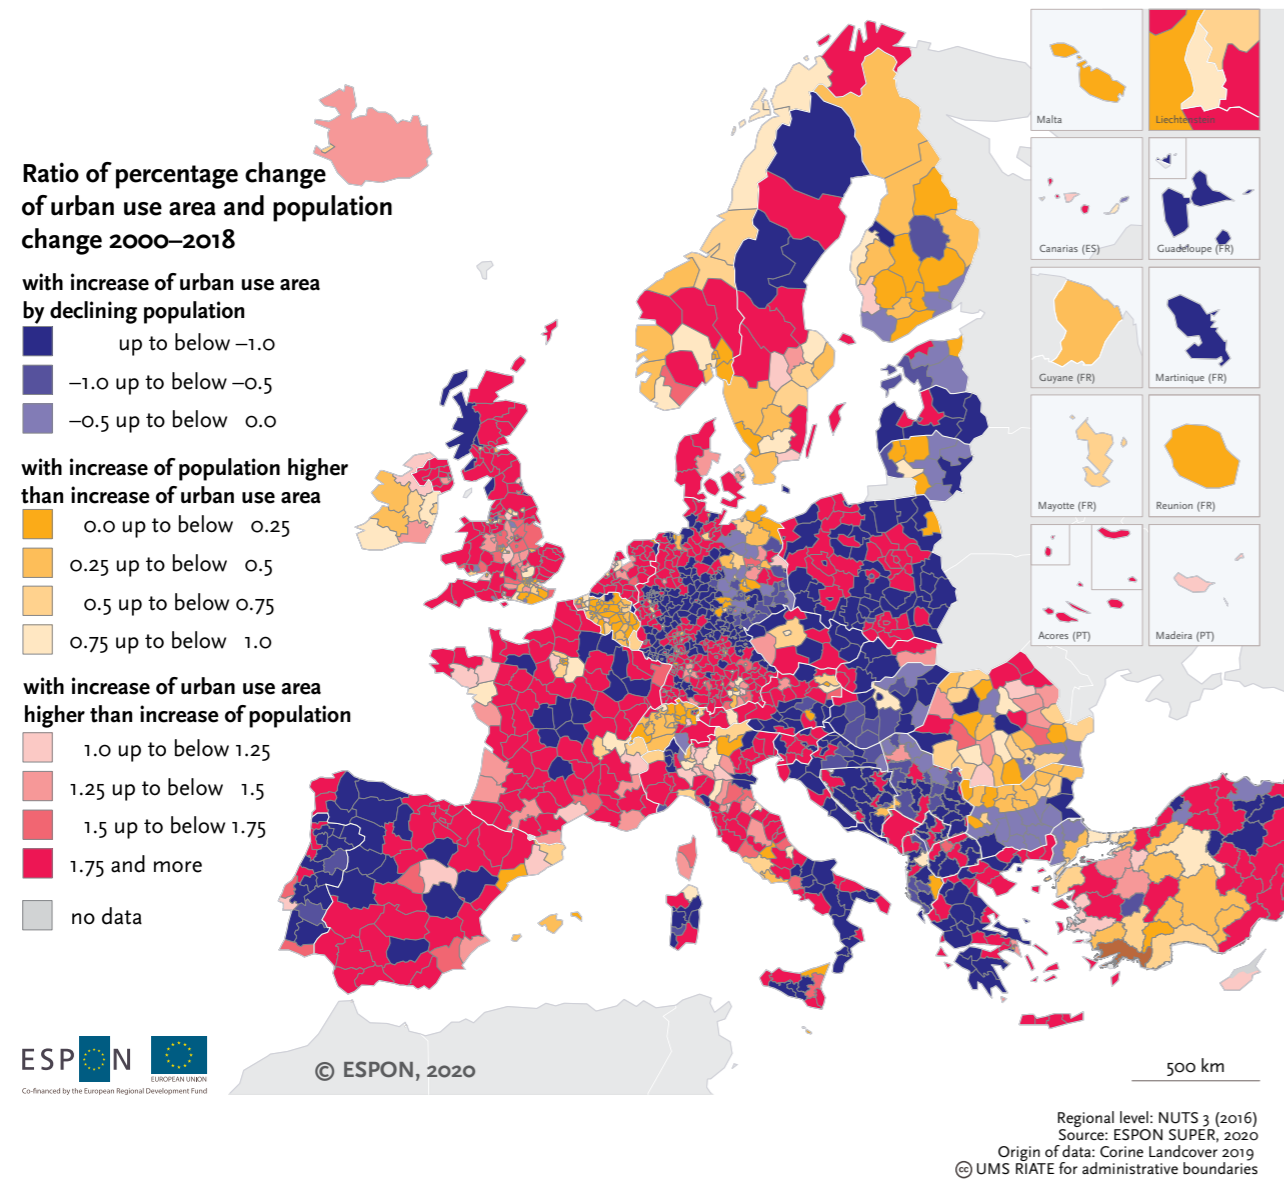 Ratio of percentage change
of urban use area and population
change 2000–2018
with increase of urban use area
by declining population
up to below –1.0
–1.0 up to below –0.5
–0.5 up to below 0.0
with increase of population higher
than increase of urban use area
0.0 up to below 0.25
0.25 up to below 0.5
0.5 up to below 0.75
0.75 up to below 1.0
with increase of urban use area
higher than increase of population
1.0 up to below 1.25
1.25 up to below 1.5
1.5 up to below 1.75
1.75 and more
no data
Malta
Liechtenstein
Canarias (ES)
Guadeloupe (FR)
Guyane (FR)
Martinique (FR)
Mayotte (FR)
Reunion (FR)
Acores (PT)
Madeira (PT)
ESPON
EUROPEAN UNION
Co-financed by the European Regional Development Fund
© ESPON, 2020
500 km
Regional level: NUTS 3 (2016)
Source: ESPON SUPER, 2020
Origin of data: Corine Landcover 2019
(cc) UMS RIATE for administrative boundaries